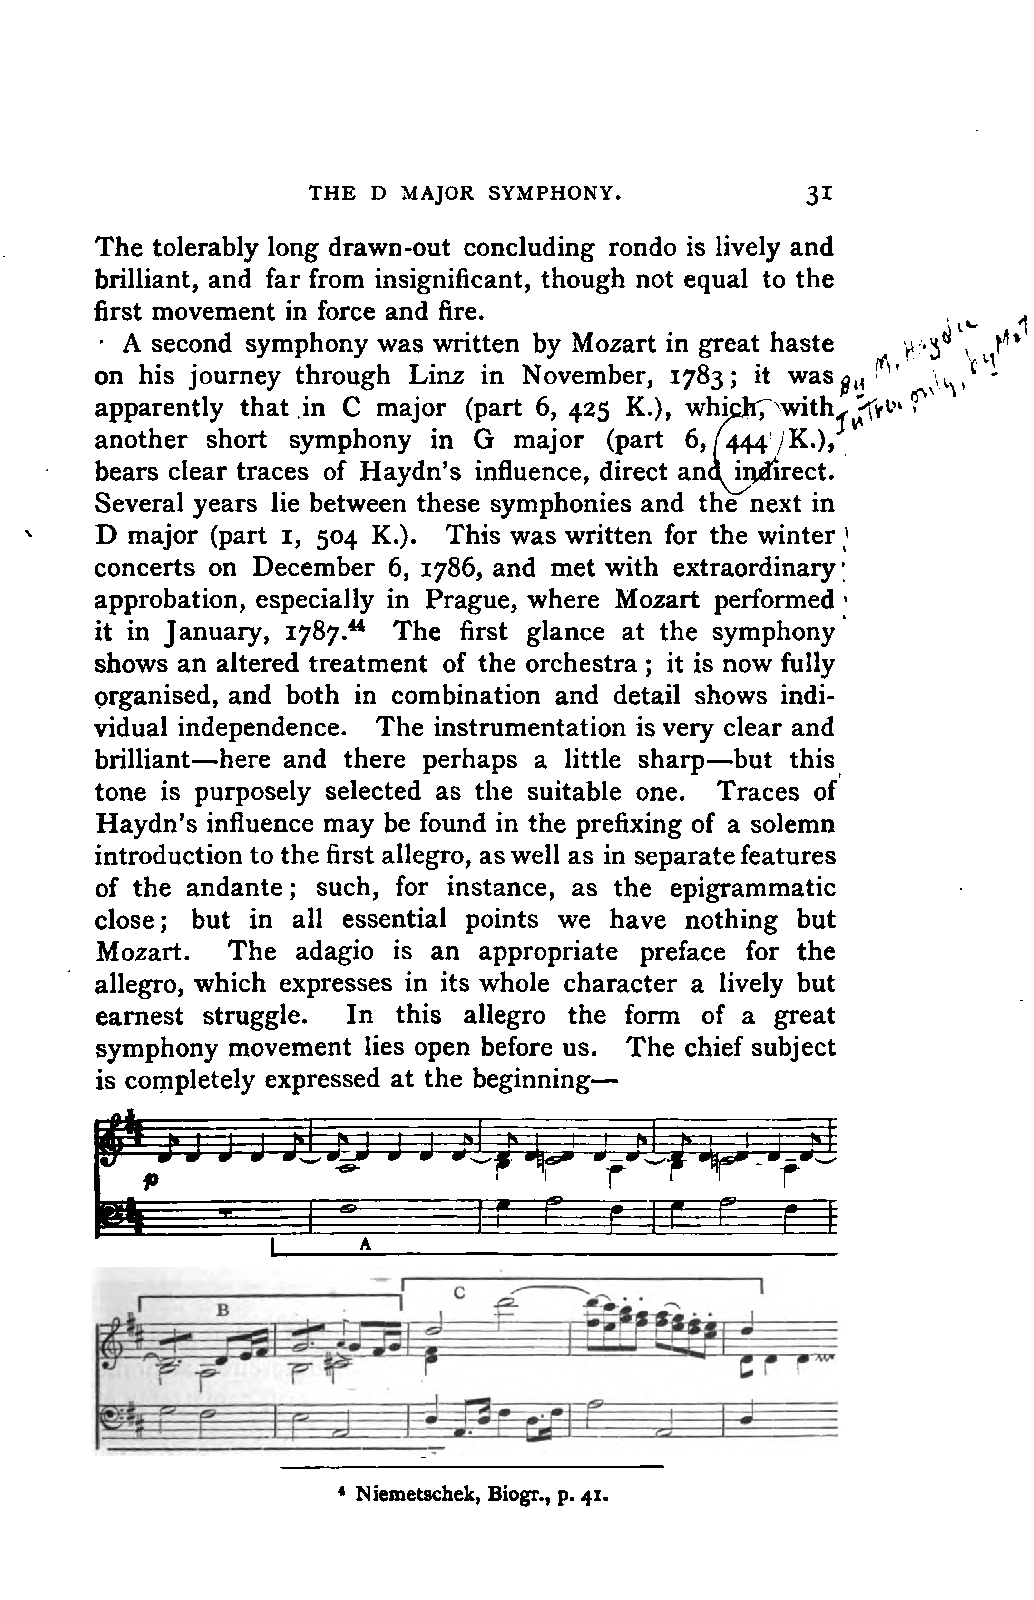 THE D MAJOR SYMPHONY. 31
The tolerably long drawn-out concluding rondo is lively and
brilliant, and far from insignificant, though not equal to the
first movement in force and fire.
A second symphony was written by Mozart in great haste
on his journey through Linz in November, 1783; it was
apparently that in C major (part 6, 425 K.), which, with
another short symphony in G major (part 6, 444 K.),
bears clear traces of Haydn's influence, direct and indirect.
Several years lie between these symphonies and the next in
D major (part 1, 504 K.). This was written for the winter
concerts on December 6, 1786, and met with extraordinary
approbation, especially in Prague, where Mozart performed
it in January, 1787.⁴⁴ The first glance at the symphony
shows an altered treatment of the orchestra; it is now fully
organised, and both in combination and detail shows indi-
vidual independence. The instrumentation is very clear and
brilliant—here and there perhaps a little sharp—but this
tone is purposely selected as the suitable one. Traces of
Haydn's influence may be found in the prefixing of a solemn
introduction to the first allegro, as well as in separate features
of the andante; such, for instance, as the epigrammatic
close; but in all essential points we have nothing but
Mozart. The adagio is an appropriate preface for the
allegro, which expresses in its whole character a lively but
earnest struggle. In this allegro the form of a great
symphony movement lies open before us. The chief subject
is completely expressed at the beginning—
By M. Haydn
Intro. only, by Mozt
p
A
B
C
⁴ Niemetschek, Biogr., p. 41.